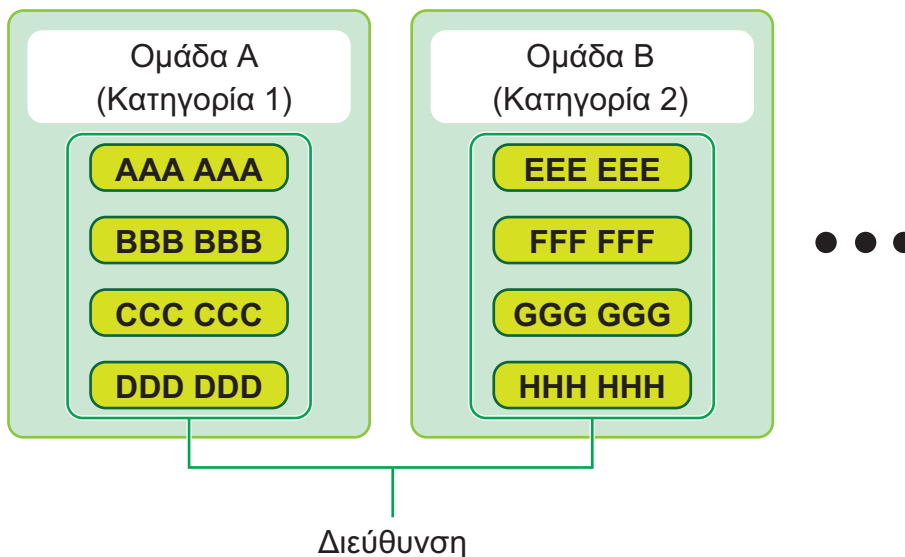 Ομάδα A
(Κατηγορία 1)
AAA AAA
BBB BBB
CCC CCC
DDD DDD
Ομάδα B
(Κατηγορία 2)
EEE EEE
FFF FFF
GGG GGG
HHH HHH
Διεύθυνση